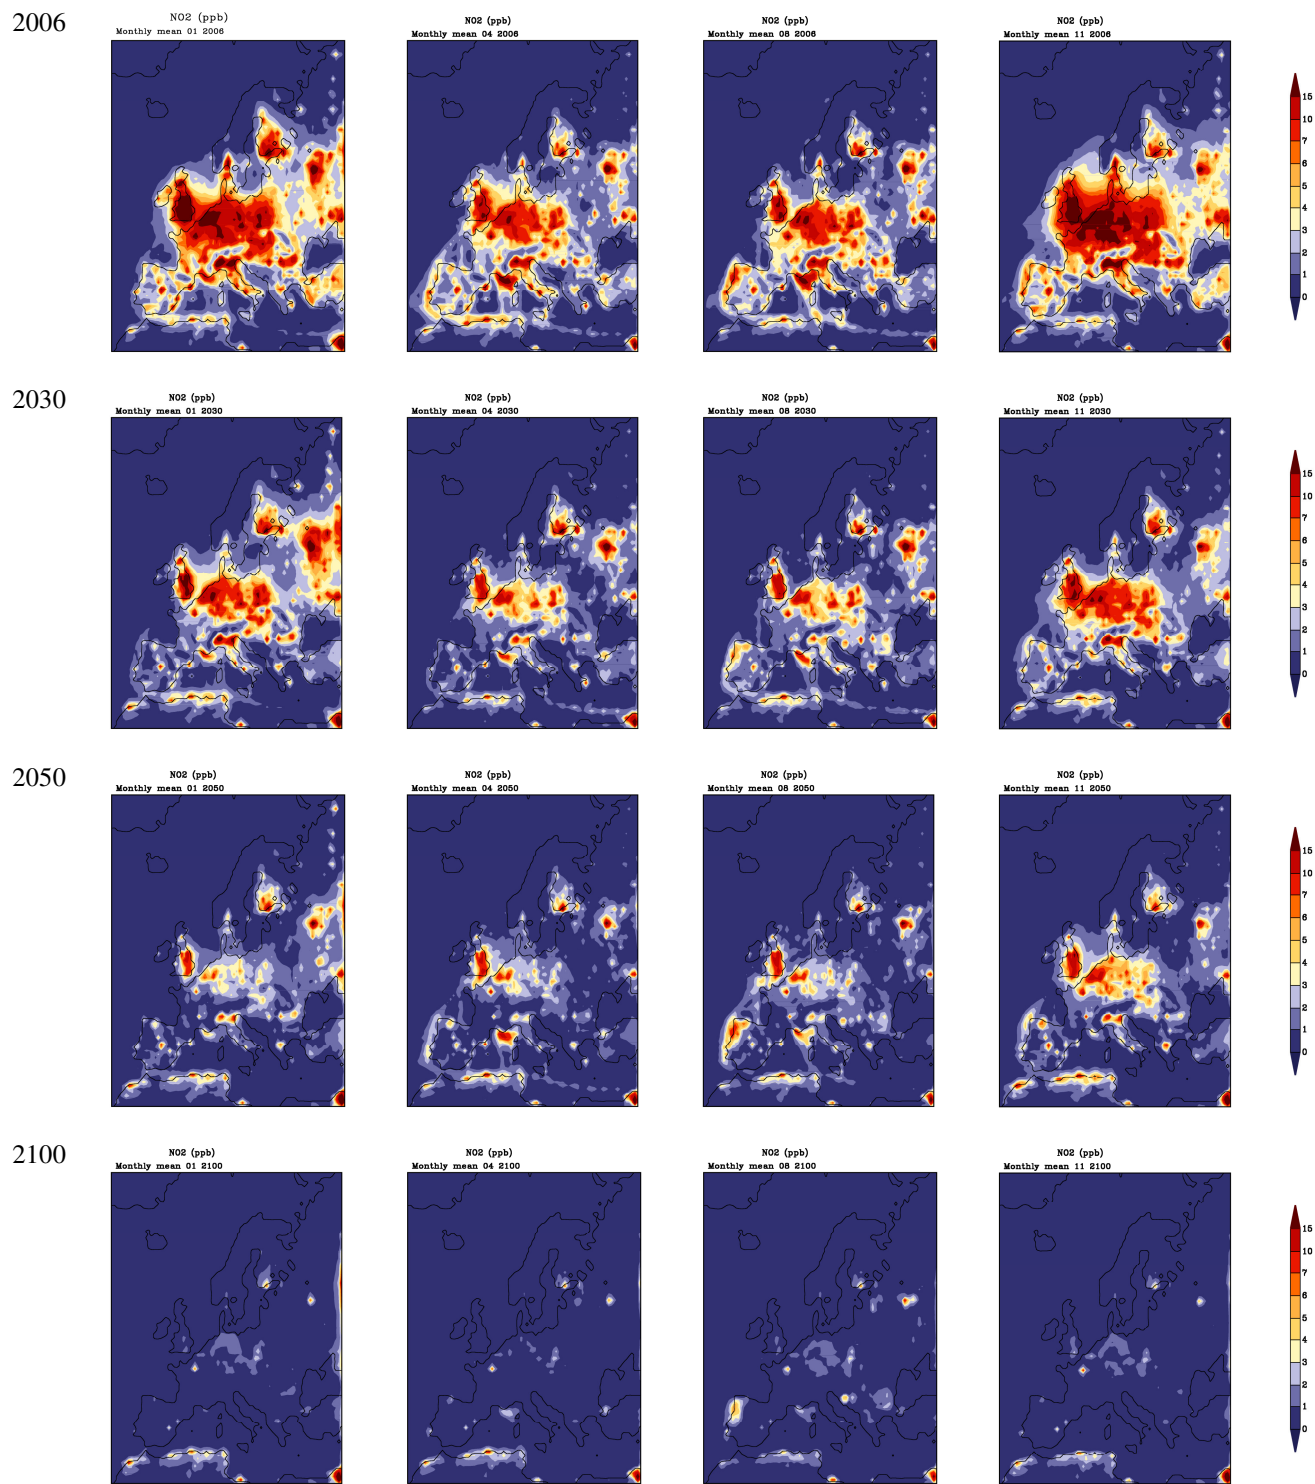 2006
NO2 (ppb)
Monthly mean 01 2006
NO2 (ppb)
Monthly mean 04 2006
NO2 (ppb)
Monthly mean 08 2006
NO2 (ppb)
Monthly mean 11 2006
15
10
7
6
5
4
3
2
1
0
2030
NO2 (ppb)
Monthly mean 01 2030
NO2 (ppb)
Monthly mean 04 2030
NO2 (ppb)
Monthly mean 08 2030
NO2 (ppb)
Monthly mean 11 2030
15
10
7
6
5
4
3
2
1
0
2050
NO2 (ppb)
Monthly mean 01 2050
NO2 (ppb)
Monthly mean 04 2050
NO2 (ppb)
Monthly mean 08 2050
NO2 (ppb)
Monthly mean 11 2050
15
10
7
6
5
4
3
2
1
0
2100
NO2 (ppb)
Monthly mean 01 2100
NO2 (ppb)
Monthly mean 04 2100
NO2 (ppb)
Monthly mean 08 2100
NO2 (ppb)
Monthly mean 11 2100
15
10
7
6
5
4
3
2
1
0